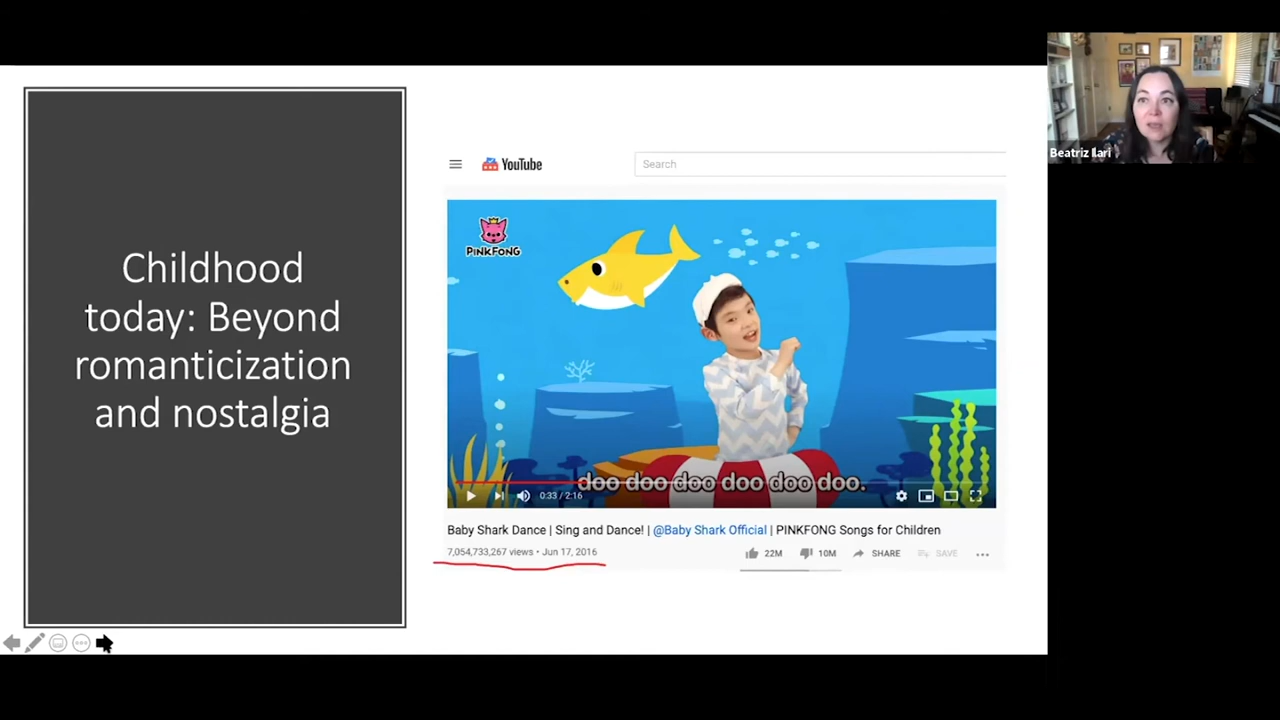 Childhood
today: Beyond
romanticization
and nostalgia
YouTube
Search
PINKFONG
doo doo doo doo doo doo.
0:33 / 2:16
Baby Shark Dance | Sing and Dance! | @Baby Shark Official | PINKFONG Songs for Children
7,054,733,267 views • Jun 17, 2016
22M 10M SHARE SAVE
Beatriz Ilari